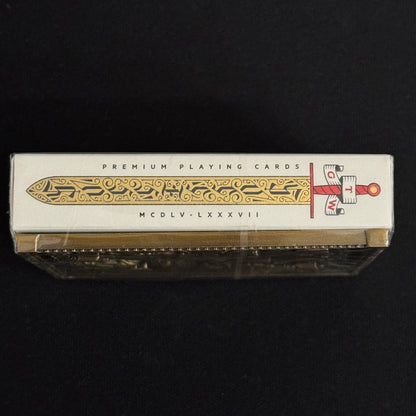 PREMIUM PLAYING CARDS
T
G W
MCDLV-LXXXVII